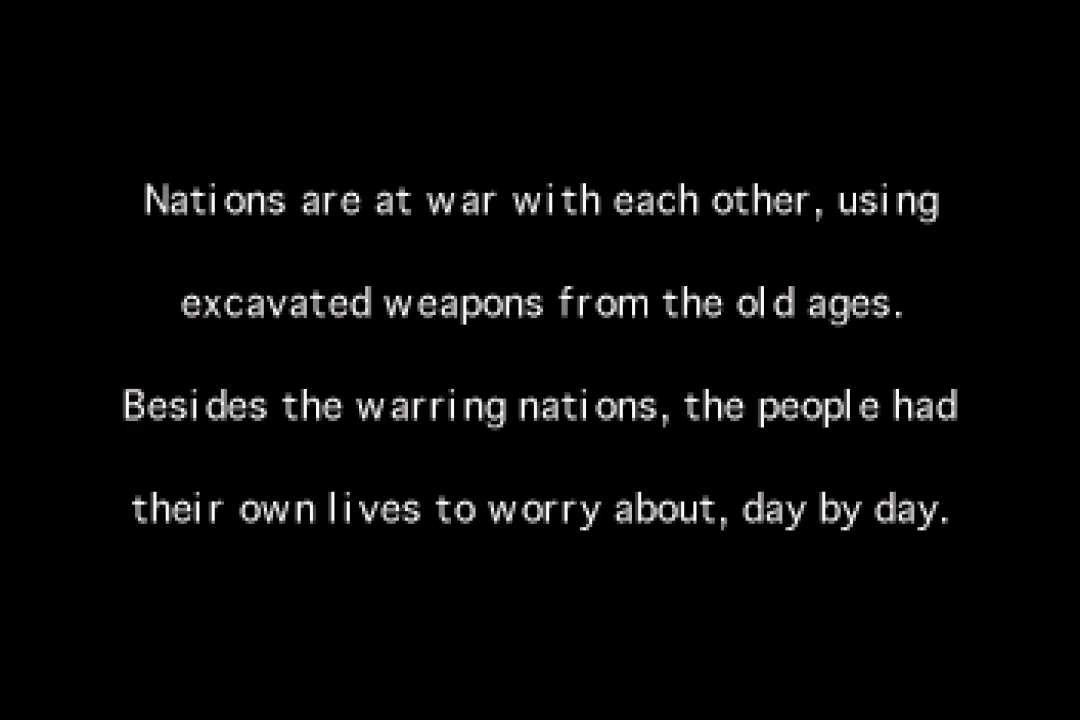 Nations are at war with each other, using
excavated weapons from the old ages.
Besides the warring nations, the people had
their own lives to worry about, day by day.